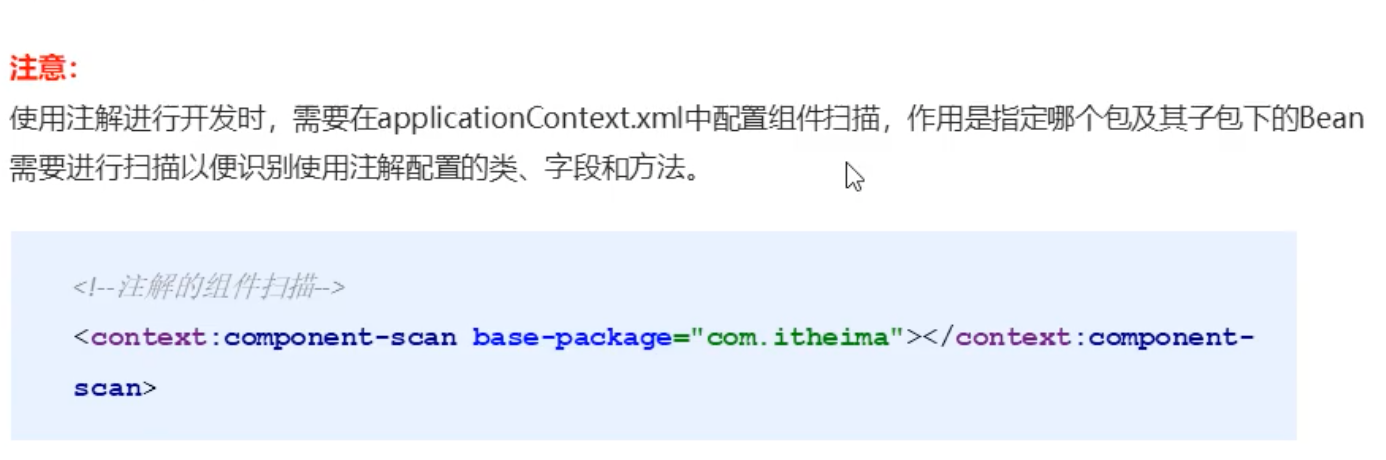 注意：
使用注解进行开发时，需要在applicationContext.xml中配置组件扫描，作用是指定哪个包及其子包下的Bean
需要进行扫描以便识别使用注解配置的类、字段和方法。
<!--注解的组件扫描-->
<context:component-scan base-package="com.itheima"></context:component-
scan>